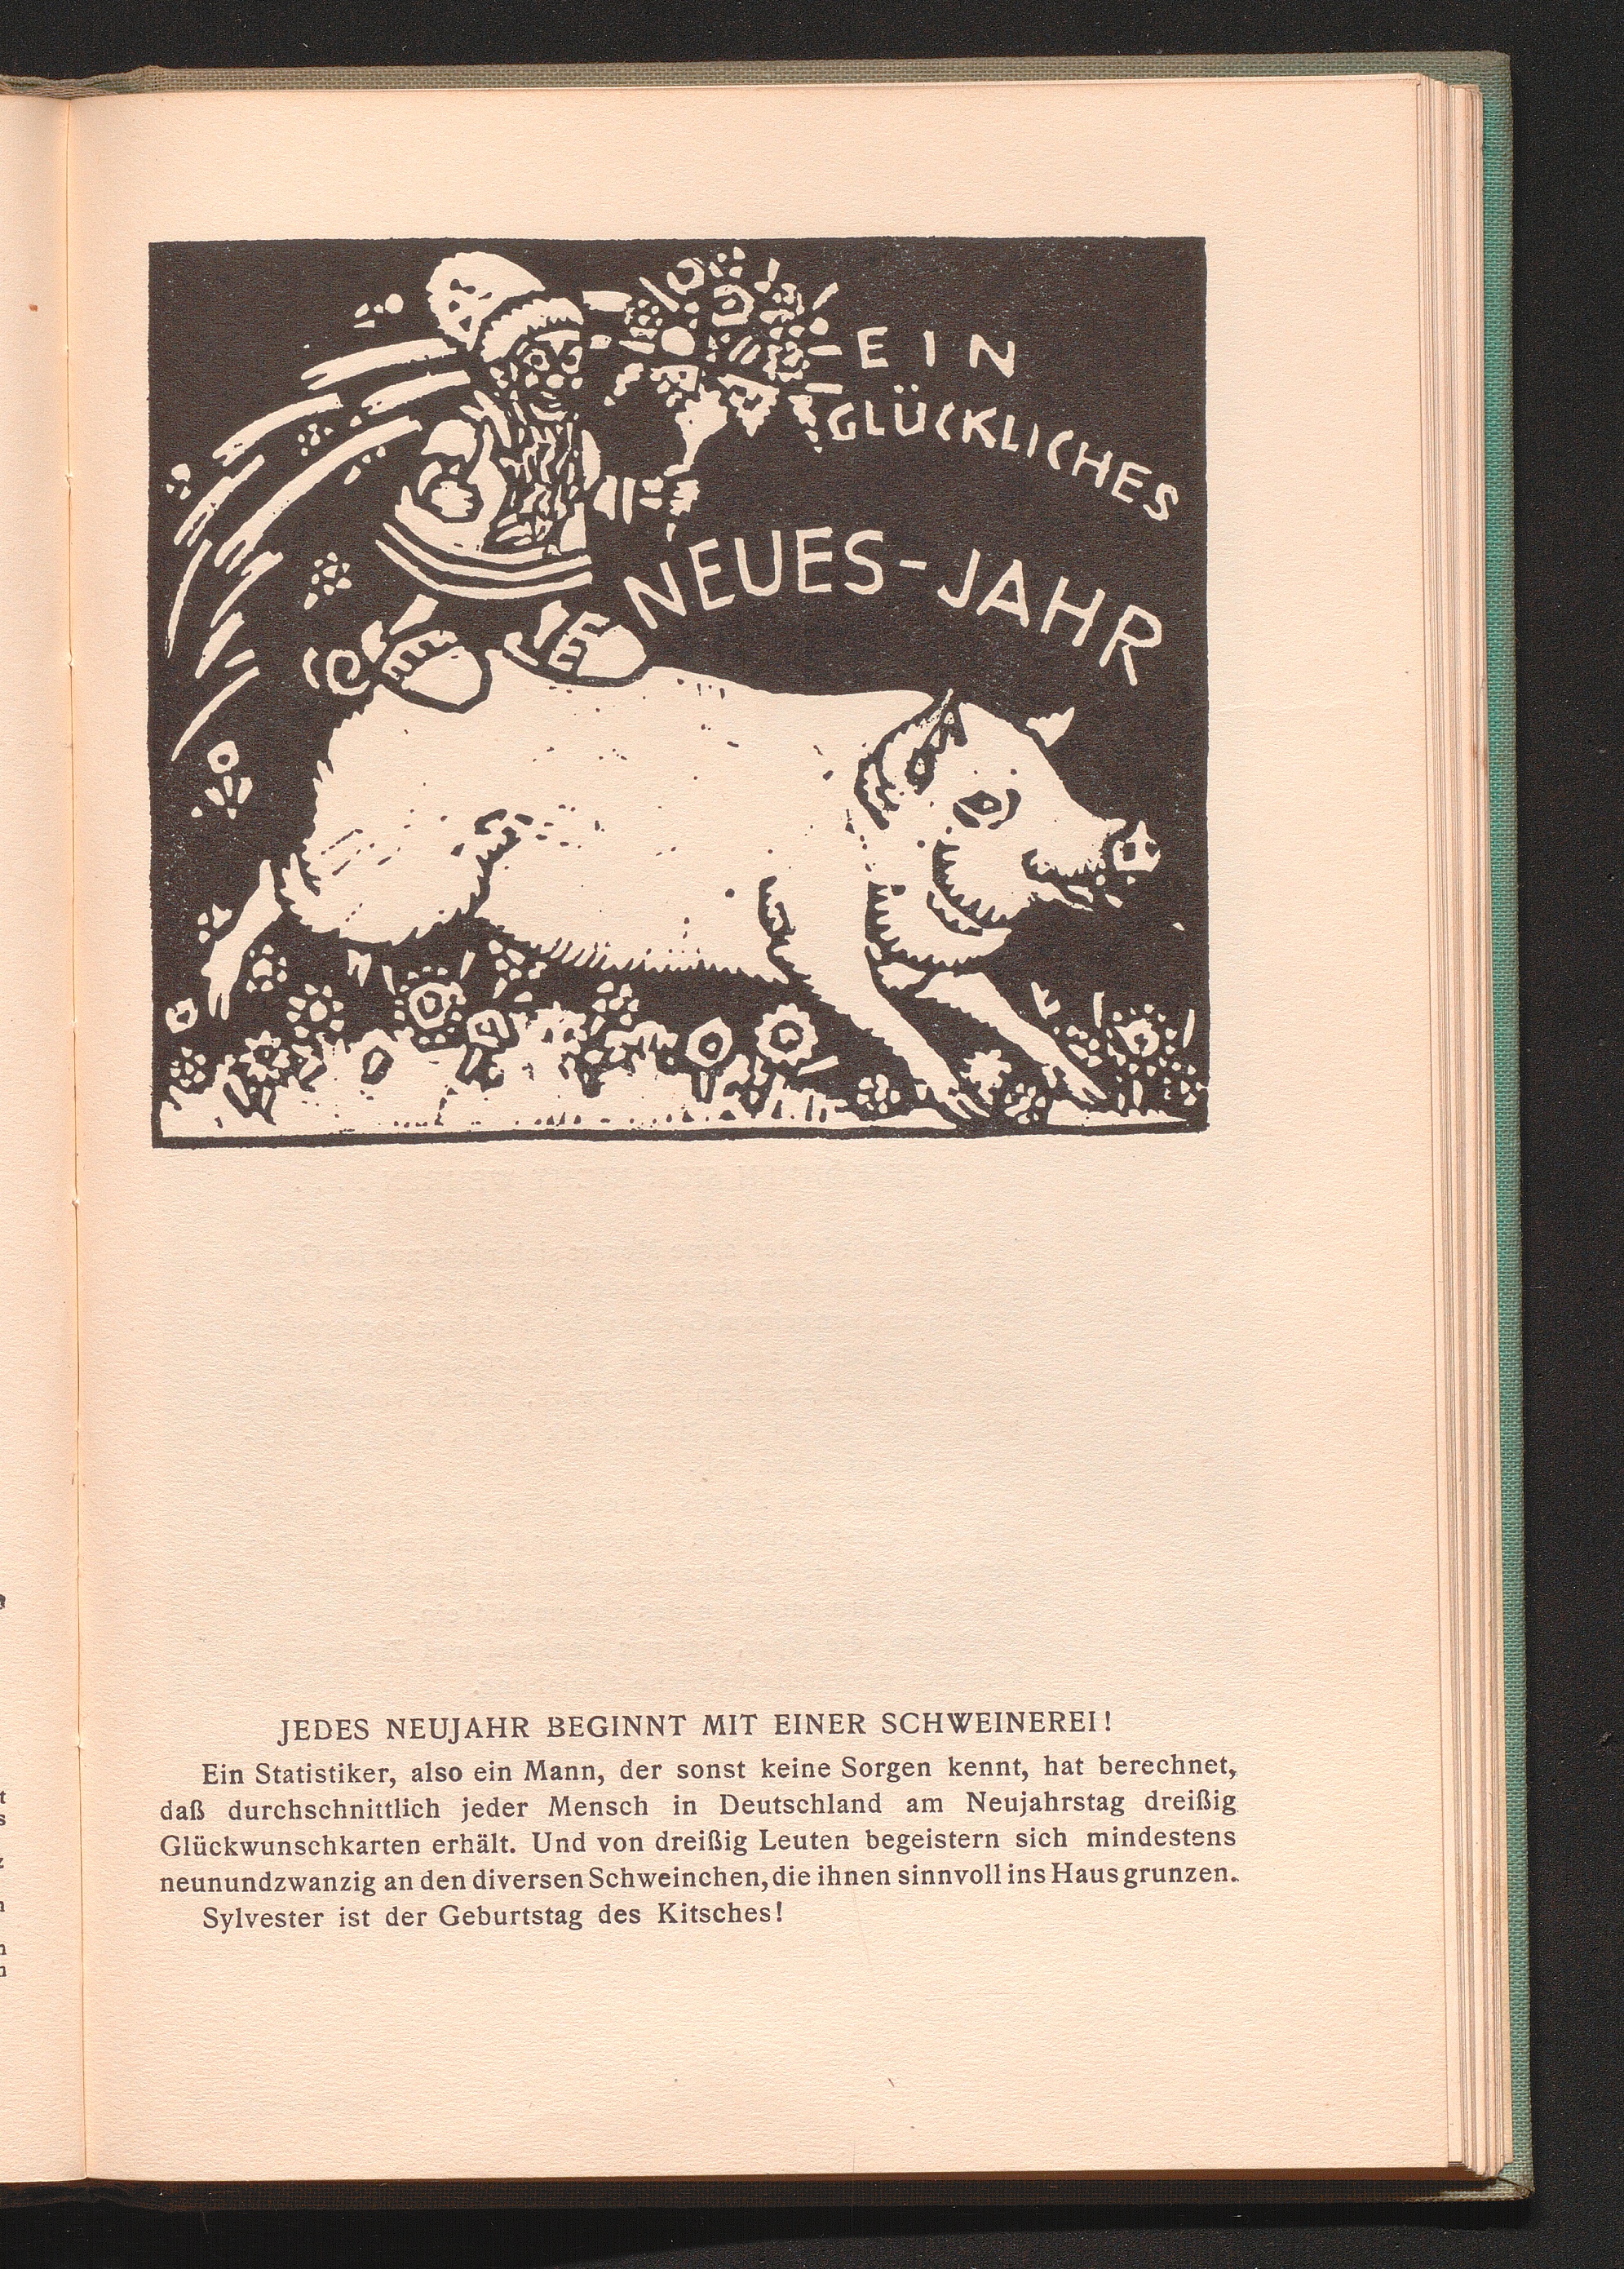 EIN
GLÜCKLICHES
NEUES-JAHR
JEDES NEUJAHR BEGINNT MIT EINER SCHWEINEREI!
Ein Statistiker, also ein Mann, der sonst keine Sorgen kennt, hat berechnet,
daß durchschnittlich jeder Mensch in Deutschland am Neujahrstag dreißig
Glückwunschkarten erhält. Und von dreißig Leuten begeistern sich mindestens
neunundzwanzig an den diversen Schweinchen, die ihnen sinnvoll ins Haus grunzen.
Sylvester ist der Geburtstag des Kitsches!